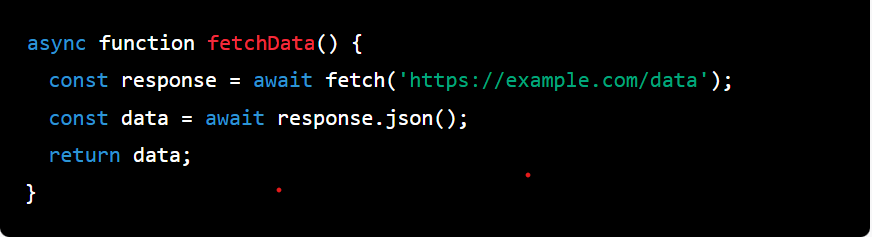 async function fetchData() {
  const response = await fetch('https://example.com/data');
  const data = await response.json();
  return data;
}